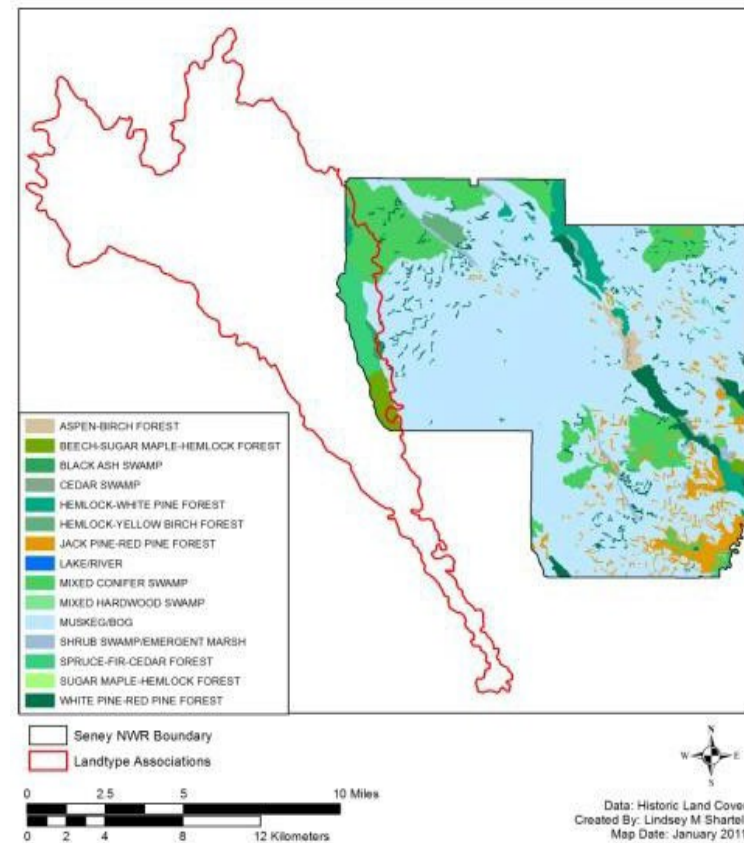 ASPEN-BIRCH FOREST
BEECH-SUGAR MAPLE-HEMLOCK FOREST
BLACK ASH SWAMP
CEDAR SWAMP
HEMLOCK-WHITE PINE FOREST
HEMLOCK-YELLOW BIRCH FOREST
JACK PINE-RED PINE FOREST
LAKE/RIVER
MIXED CONIFER SWAMP
MIXED HARDWOOD SWAMP
MUSKEG/BOG
SHRUB SWAMP/EMERGENT MARSH
SPRUCE-FIR-CEDAR FOREST
SUGAR MAPLE-HEMLOCK FOREST
WHITE PINE-RED PINE FOREST
Seney NWR Boundary
Landtype Associations
N
W E
S
0 2.5 5 10 Miles
0 2 4 8 12 Kilometers
Data: Historic Land Cove
Created By: Lindsey M Shartel
Map Date: January 2011